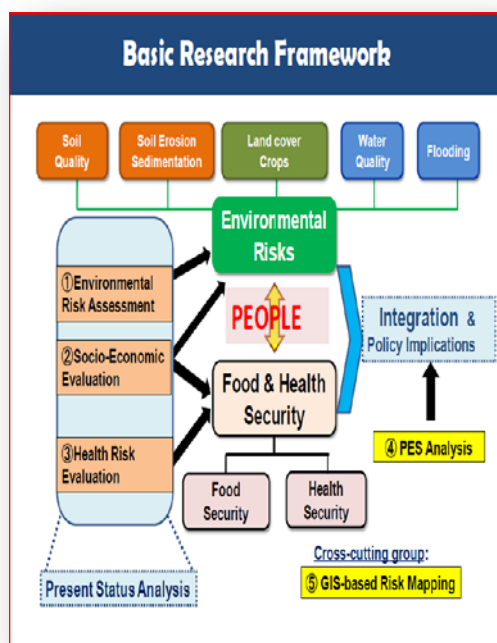 Basic Research Framework
Soil
Quality
Soil Erosion
Sedimentation
Land cover
Crops
Water
Quality
Flooding
Environmental
Risks
①Environmental
Risk Assessment
PEOPLE
Integration &
Policy Implications
②Socio-Economic
Evaluation
Food & Health
Security
③Health Risk
Evaluation
④ PES Analysis
Food
Security
Health
Security
Cross-cutting group:
⑤ GIS-based Risk Mapping
Present Status Analysis